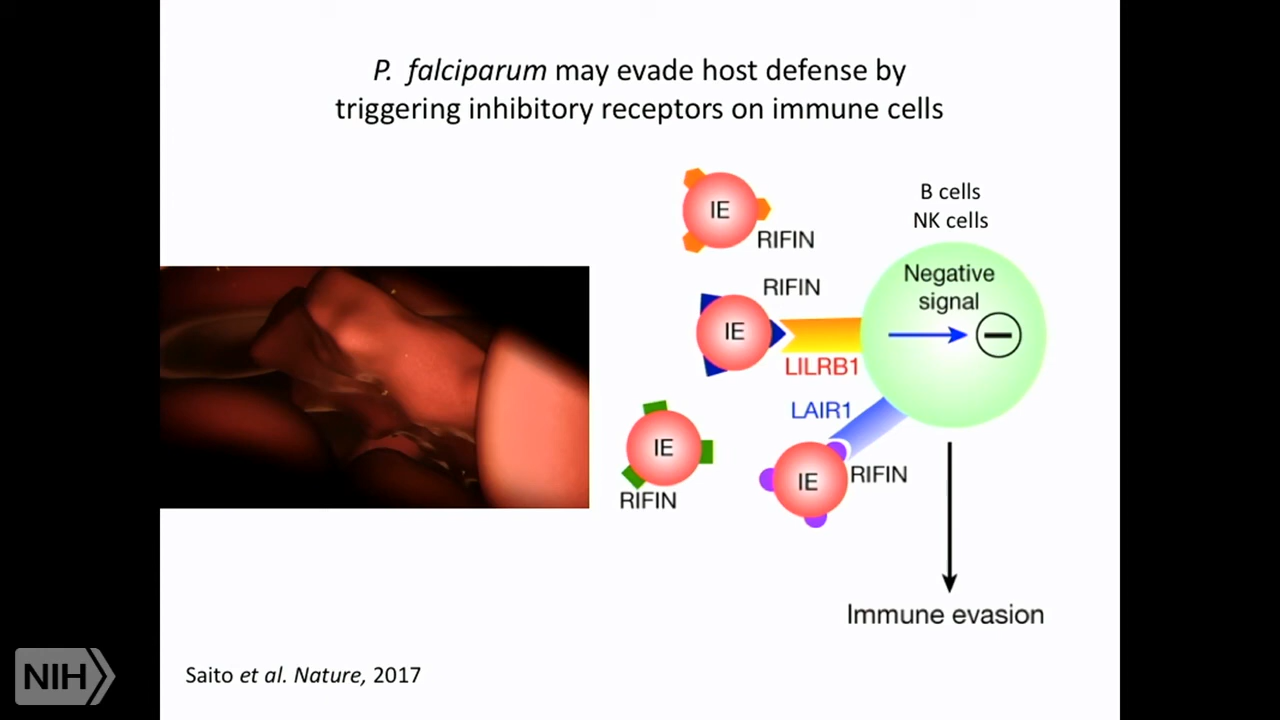 P. falciparum may evade host defense by
triggering inhibitory receptors on immune cells
IE
RIFIN
B cells
NK cells
RIFIN
IE
LILRB1
Negative
signal
LAIR1
IE
RIFIN
IE
RIFIN
Immune evasion
Saito et al. Nature, 2017
NIH